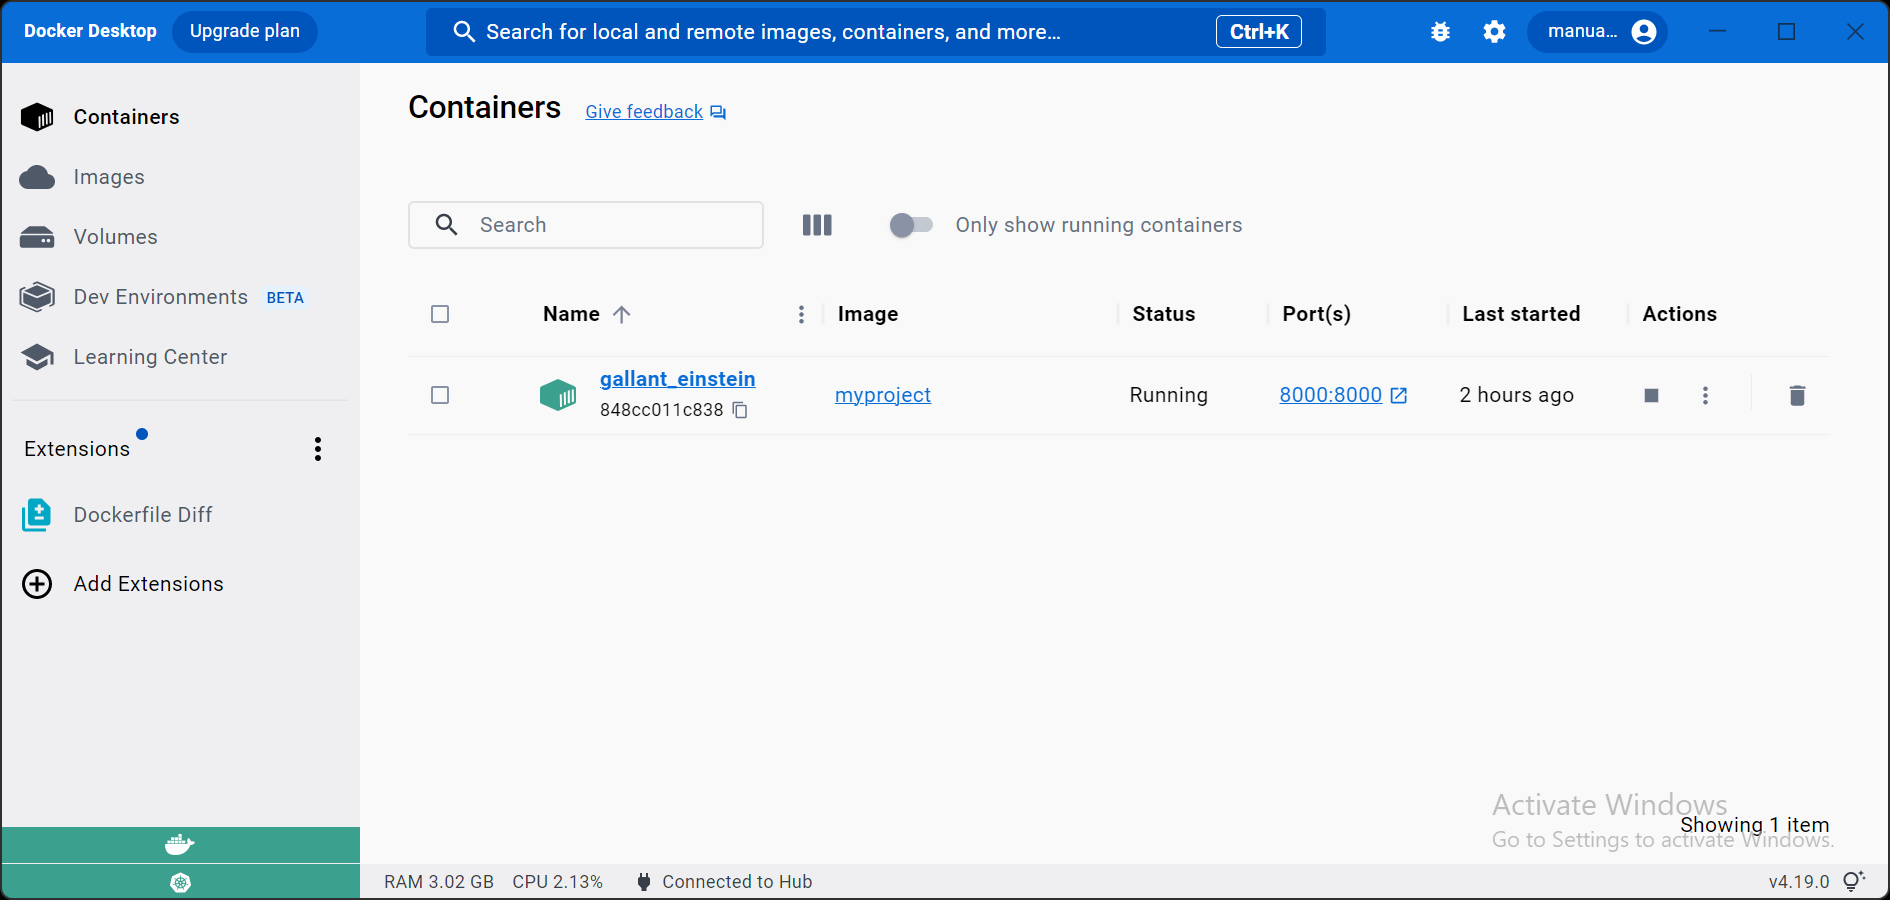 Docker Desktop Upgrade plan Search for local and remote images, containers, and more... Ctrl+K manua...
Containers
Images
Volumes
Dev Environments BETA
Learning Center
Extensions
Dockerfile Diff
Add Extensions
Containers Give feedback
Search Only show running containers
Name Image Status Port(s) Last started Actions
gallant_einstein
848cc011c838
myproject Running 8000:8000 2 hours ago
Activate Windows
Showing 1 item
Go to Settings to activate Windows.
RAM 3.02 GB CPU 2.13% Connected to Hub v4.19.0